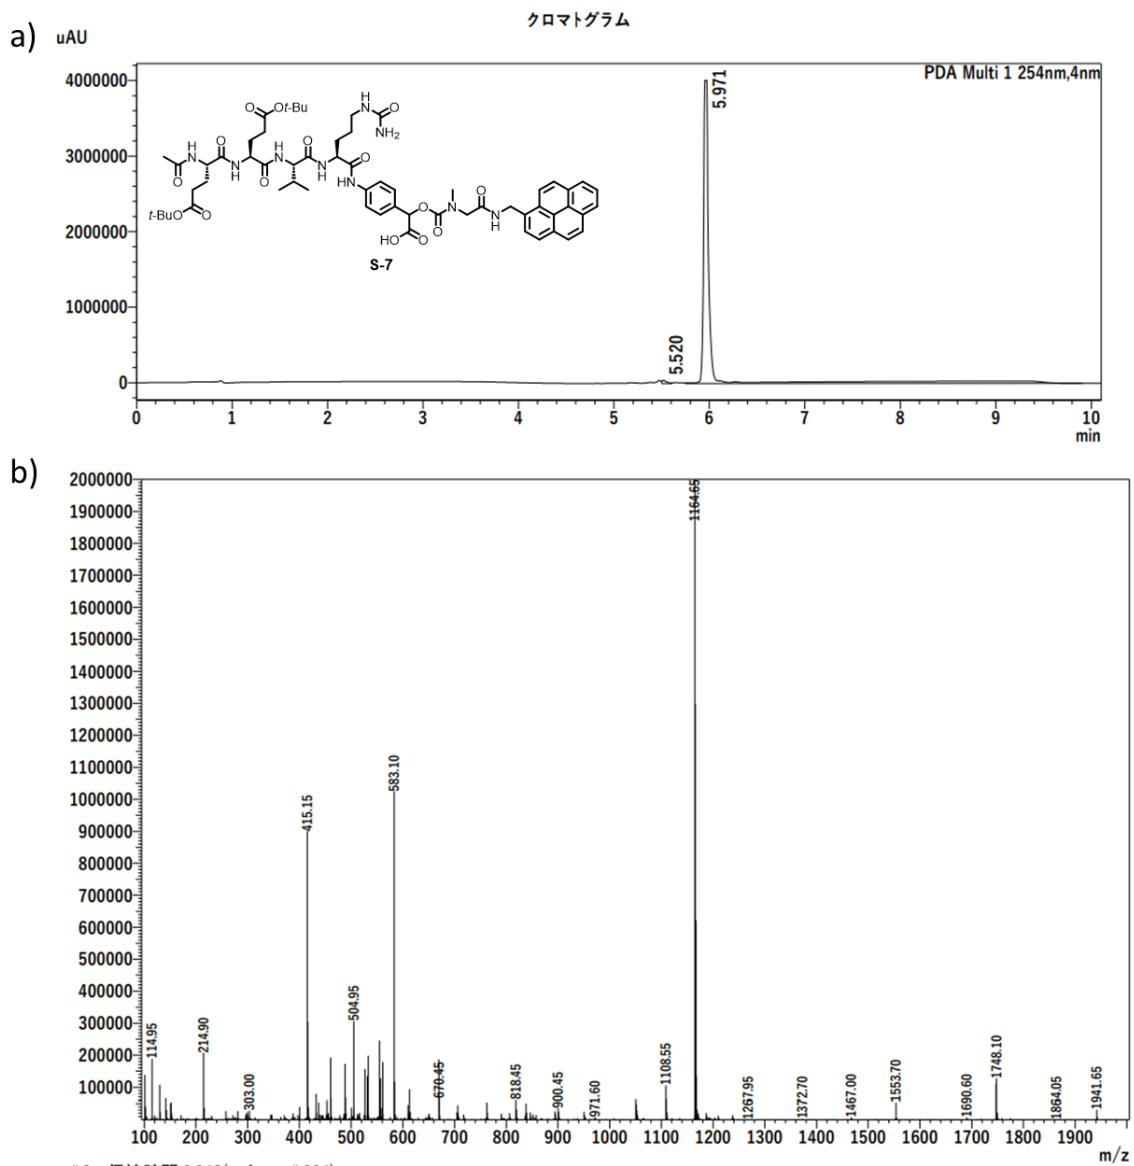 クロマトグラム
a) uAU
PDA Multi 1 254nm,4nm
4000000
3000000
2000000
1000000
0
5.520
5.971
0 1 2 3 4 5 6 7 8 9 10
min
O Ot-Bu
H N O
NH2
H N O H N O O
O N H O N H NH
t-BuO O
O N O N H
O
HO O
S-7
b)
2000000
1900000
1800000
1700000
1600000
1500000
1400000
1300000
1200000
1100000
1000000
900000
800000
700000
600000
500000
400000
300000
200000
100000
114.95
214.90
303.00
415.15
504.95
583.10
670.45
818.45
900.45
971.60
1108.55
1164.65
1267.95
1372.70
1467.00
1553.70
1690.60
1748.10
1864.05
1941.65
100 200 300 400 500 600 700 800 900 1000 1100 1200 1300 1400 1500 1600 1700 1800 1900
m/z